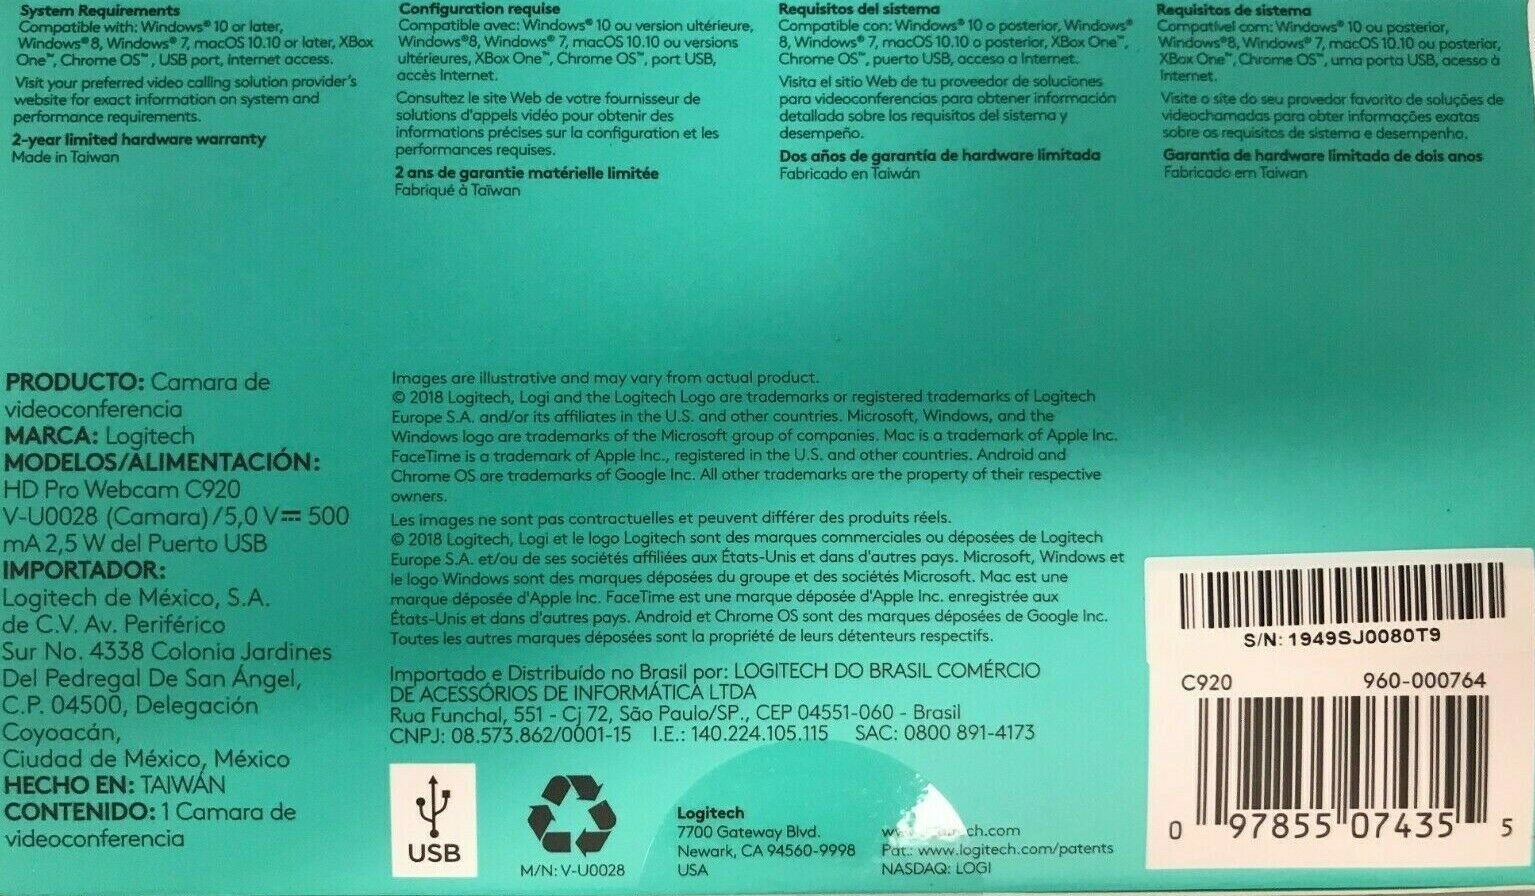 System Requirements
Compatible with: Windows® 10 or later,
Windows® 8, Windows® 7, macOS 10.10 or later, XBox
One™, Chrome OS™, USB port, Internet access.
Visit your preferred video calling solution provider's
website for exact information on system and
performance requirements.
2-year limited hardware warranty
Made in Taiwan
Configuration requise
Compatible avec: Windows® 10 ou version ultérieure,
Windows®8, Windows® 7, macOS 10.10 ou versions
ultérieures, XBox One™, Chrome OS™, port USB,
accès Internet.
Consultez le site Web de votre fournisseur de
solutions d'appels vidéo pour obtenir des
informations précises sur la configuration et les
performances requises.
2 ans de garantie matérielle limitée
Fabriqué à Taïwan
Requisitos del sistema
Compatible con: Windows® 10 o posterior, Windows®
8, Windows® 7, macOS 10.10 o posterior, XBox One™,
Chrome OS™, puerto USB, acceso a Internet.
Visita el sitio Web de tu proveedor de soluciones
para videoconferencias para obtener información
detallada sobre los requisitos del sistema y
desempeño.
Dos años de garantía de hardware limitada
Fabricado en Taiwán
Requisitos de sistema
Compatível com: Windows® 10 ou posterior,
Windows®8, Windows® 7, macOS 10.10 ou posterior,
XBox One™, Chrome OS™, uma porta USB, acesso à
Internet.
Visite o site do seu provedor favorito de soluções de
videochamadas para obter informações exatas
sobre os requisitos de sistema e desempenho.
Garantia de hardware limitada de dois anos
Fabricado em Taiwan
PRODUCTO: Camara de
videoconferencia
MARCA: Logitech
MODELOS/ALIMENTACIÓN:
HD Pro Webcam C920
V-U0028 (Camara)/5,0 V⎓ 500
mA 2,5 W del Puerto USB
IMPORTADOR:
Logitech de México, S.A.
de C.V. Av. Periférico
Sur No. 4338 Colonia Jardines
Del Pedregal De San Ángel,
C.P. 04500, Delegación
Coyoacán,
Ciudad de México, México
HECHO EN: TAIWÁN
CONTENIDO: 1 Camara de
videoconferencia
Images are illustrative and may vary from actual product.
© 2018 Logitech, Logi and the Logitech Logo are trademarks or registered trademarks of Logitech
Europe S.A. and/or its affiliates in the U.S. and other countries. Microsoft, Windows, and the
Windows logo are trademarks of the Microsoft group of companies. Mac is a trademark of Apple Inc.
FaceTime is a trademark of Apple Inc., registered in the U.S. and other countries. Android and
Chrome OS are trademarks of Google Inc. All other trademarks are the property of their respective
owners.
Les images ne sont pas contractuelles et peuvent différer des produits réels.
© 2018 Logitech, Logi et le logo Logitech sont des marques commerciales ou déposées de Logitech
Europe S.A. et/ou de ses sociétés affiliées aux États-Unis et dans d'autres pays. Microsoft, Windows et
le logo Windows sont des marques déposées du groupe et des sociétés Microsoft. Mac est une
marque déposée d'Apple Inc. FaceTime est une marque déposée d'Apple Inc. enregistrée aux
États-Unis et dans d'autres pays. Android et Chrome OS sont des marques déposées de Google Inc.
Toutes les autres marques déposées sont la propriété de leurs détenteurs respectifs.
Importado e Distribuído no Brasil por: LOGITECH DO BRASIL COMÉRCIO
DE ACESSÓRIOS DE INFORMÁTICA LTDA
Rua Funchal, 551 - Cj 72, São Paulo/SP., CEP 04551-060 - Brasil
CNPJ: 08.573.862/0001-15 I.E.: 140.224.105.115 SAC: 0800 891-4173
USB
M/N: V-U0028
Logitech
7700 Gateway Blvd.
Newark, CA 94560-9998
USA
Pat.: www.logitech.com/patents
NASDAQ: LOGI
S/N: 1949SJ0080T9
C920 960-000764
0 97855 07435 5